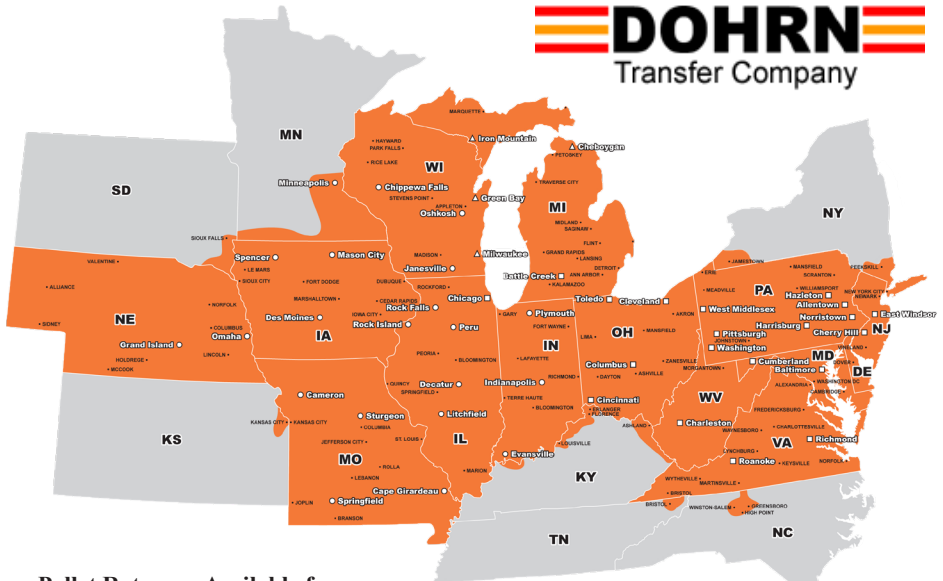 DOHRN
Transfer Company
MARQUETTE
Iron Mountain
Cheboygan
PETOSKEY
MN
HAYWARD
PARK FALLS
RICE LAKE
WI
Minneapolis
Chippewa Falls
STEVENS POINT
APPLETON
Green Bay
Oshkosh
TRAVERSE CITY
MI
MIDLAND
SAGINAW
SD
NY
SIOUX FALLS
Spencer
Mason City
MADISON
Milwaukee
Janesville
FLINT
GRAND RAPIDS
LANSING
DETROIT
Battle Creek
ANN ARBOR
KALAMAZOO
VALENTINE
LE MARS
SIOUX CITY
FORT DODGE
DUBUQUE
ROCKFORD
ALLIANCE
MARSHALLTOWN
CEDAR RAPIDS
Rock Falls
Chicago
Toledo
Cleveland
ERIE
JAMESTOWN
MANSFIELD
SCRANTON
PEEKSKILL
MEADVILLE
PA
WILLIAMSPORT
Hazleton
NEW YORK CITY
NEWARK
Allentown
NE
NORFOLK
SIDNEY
COLUMBUS
Omaha
Des Moines
IOWA CITY
Rock Island
IA
Peru
GARY
Plymouth
FORT WAYNE
IN
LIMA
OH
AKRON
MANSFIELD
West Middlesex
Norristown
East Windsor
Harrisburg
Cherry Hill
NJ
Pittsburgh
JOHNSTOWN
Washington
VINELAND
Grand Island
HOLDREGE
LINCOLN
MCCOOK
PEORIA
BLOOMINGTON
LAFAYETTE
Columbus
ZANESVILLE
MORGANTOWN
Cumberland
MD
Baltimore
DOVER
DE
QUINCY
SPRINGFIELD
Decatur
Indianapolis
RICHMOND
DAYTON
ASHVILLE
ALEXANDRIA
WASHINGTON DC
CAMBRIDGE
Cameron
TERRE HAUTE
Cincinnati
WV
Sturgeon
Litchfield
BLOOMINGTON
ERLANGER
FLORENCE
FREDERICKSBURG
KANSAS CITY
KANSAS CITY
COLUMBIA
ASHLAND
Charleston
WAYNESBORO
CHARLOTTESVILLE
KS
JEFFERSON CITY
ST. LOUIS
IL
LOUISVILLE
VA
Richmond
MO
Evansville
LYNCHBURG
Roanoke
KEYSVILLE
NORFOLK
ROLLA
MARION
KY
LEBANON
WYTHEVILLE
MARTINSVILLE
Cape Girardeau
BRISTOL
JOPLIN
Springfield
BRISTOL
WINSTON-SALEM
GREENSBORO
HIGH POINT
BRANSON
NC
TN